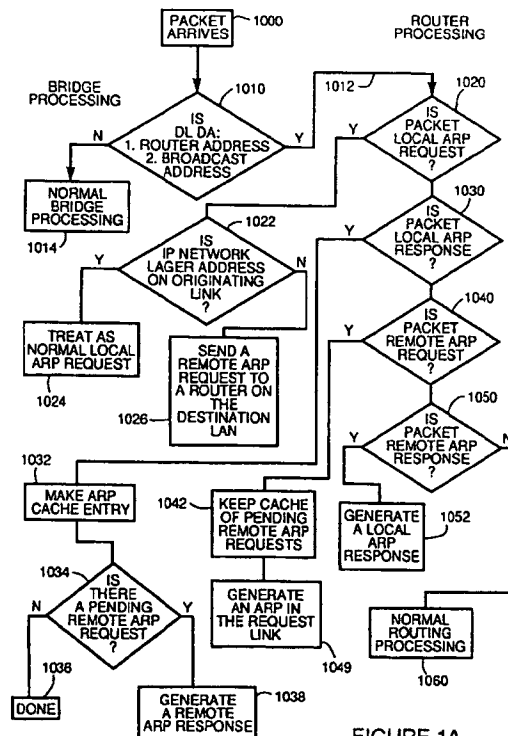 PACKET
ARRIVES
1000
ROUTER
PROCESSING
BRIDGE
PROCESSING
1010
1012
1020
IS
DL DA:
1. ROUTER ADDRESS
2. BROADCAST
ADDRESS
N
Y
IS
PACKET
LOCAL ARP
REQUEST
?
NORMAL
BRIDGE
PROCESSING
1014
1022
Y
1030
IS
PACKET
LOCAL ARP
RESPONSE
?
IS
IP NETWORK
LAGER ADDRESS
ON ORIGINATING
LINK
?
Y
N
1040
Y
IS
PACKET
REMOTE ARP
REQUEST
?
TREAT AS
NORMAL LOCAL
ARP REQUEST
1024
SEND A
REMOTE ARP
REQUEST TO
A ROUTER ON
THE
DESTINATION
LAN
1026
Y
1050
IS
PACKET
REMOTE ARP
RESPONSE
?
Y
N
1032
MAKE ARP
CACHE ENTRY
1042
KEEP CACHE
OF PENDING
REMOTE ARP
REQUESTS
GENERATE
A LOCAL
ARP
RESPONSE
1052
1034
IS
THERE
A PENDING
REMOTE ARP
REQUEST
?
N
Y
GENERATE
AN ARP IN
THE REQUEST
LINK
1049
NORMAL
ROUTING
PROCESSING
1060
1036
DONE
GENERATE
A REMOTE
ARP RESPONSE
1038
FIGURE 1A